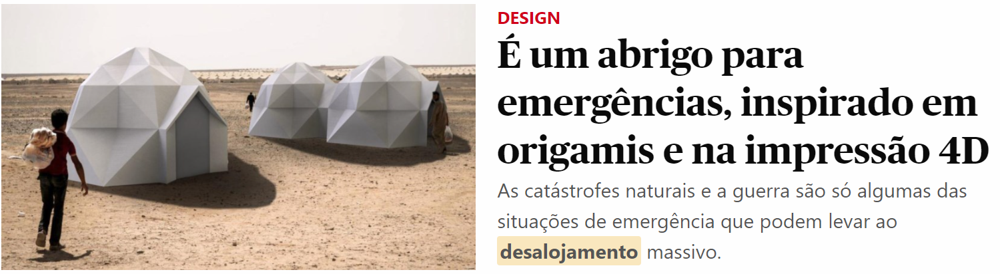 DESIGN
É um abrigo para
emergências, inspirado em
origamis e na impressão 4D
As catástrofes naturais e a guerra são só algumas das
situações de emergência que podem levar ao
desalojamento massivo.